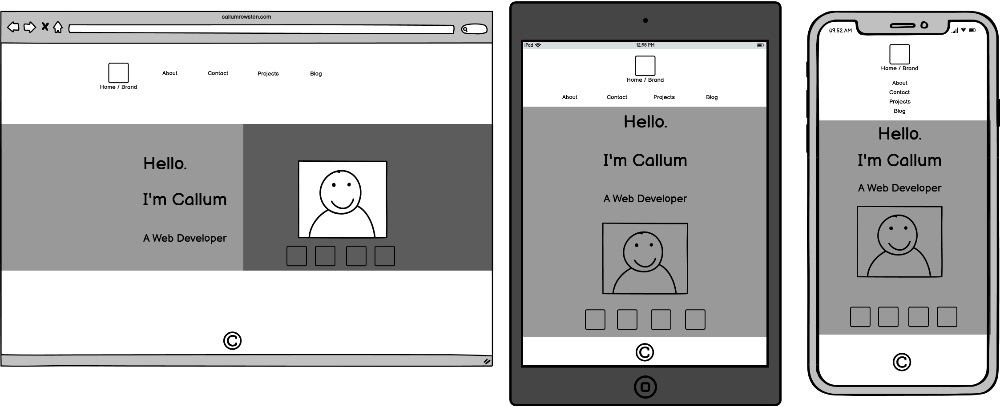 callumrowston.com
About Contact Projects Blog
Home / Brand
Hello.
I'm Callum
A Web Developer
©
iPad 12:58 PM
Home / Brand
About Contact Projects Blog
Hello.
I'm Callum
A Web Developer
©
09:52 AM
Home / Brand
About
Contact
Projects
Blog
Hello.
I'm Callum
A Web Developer
©